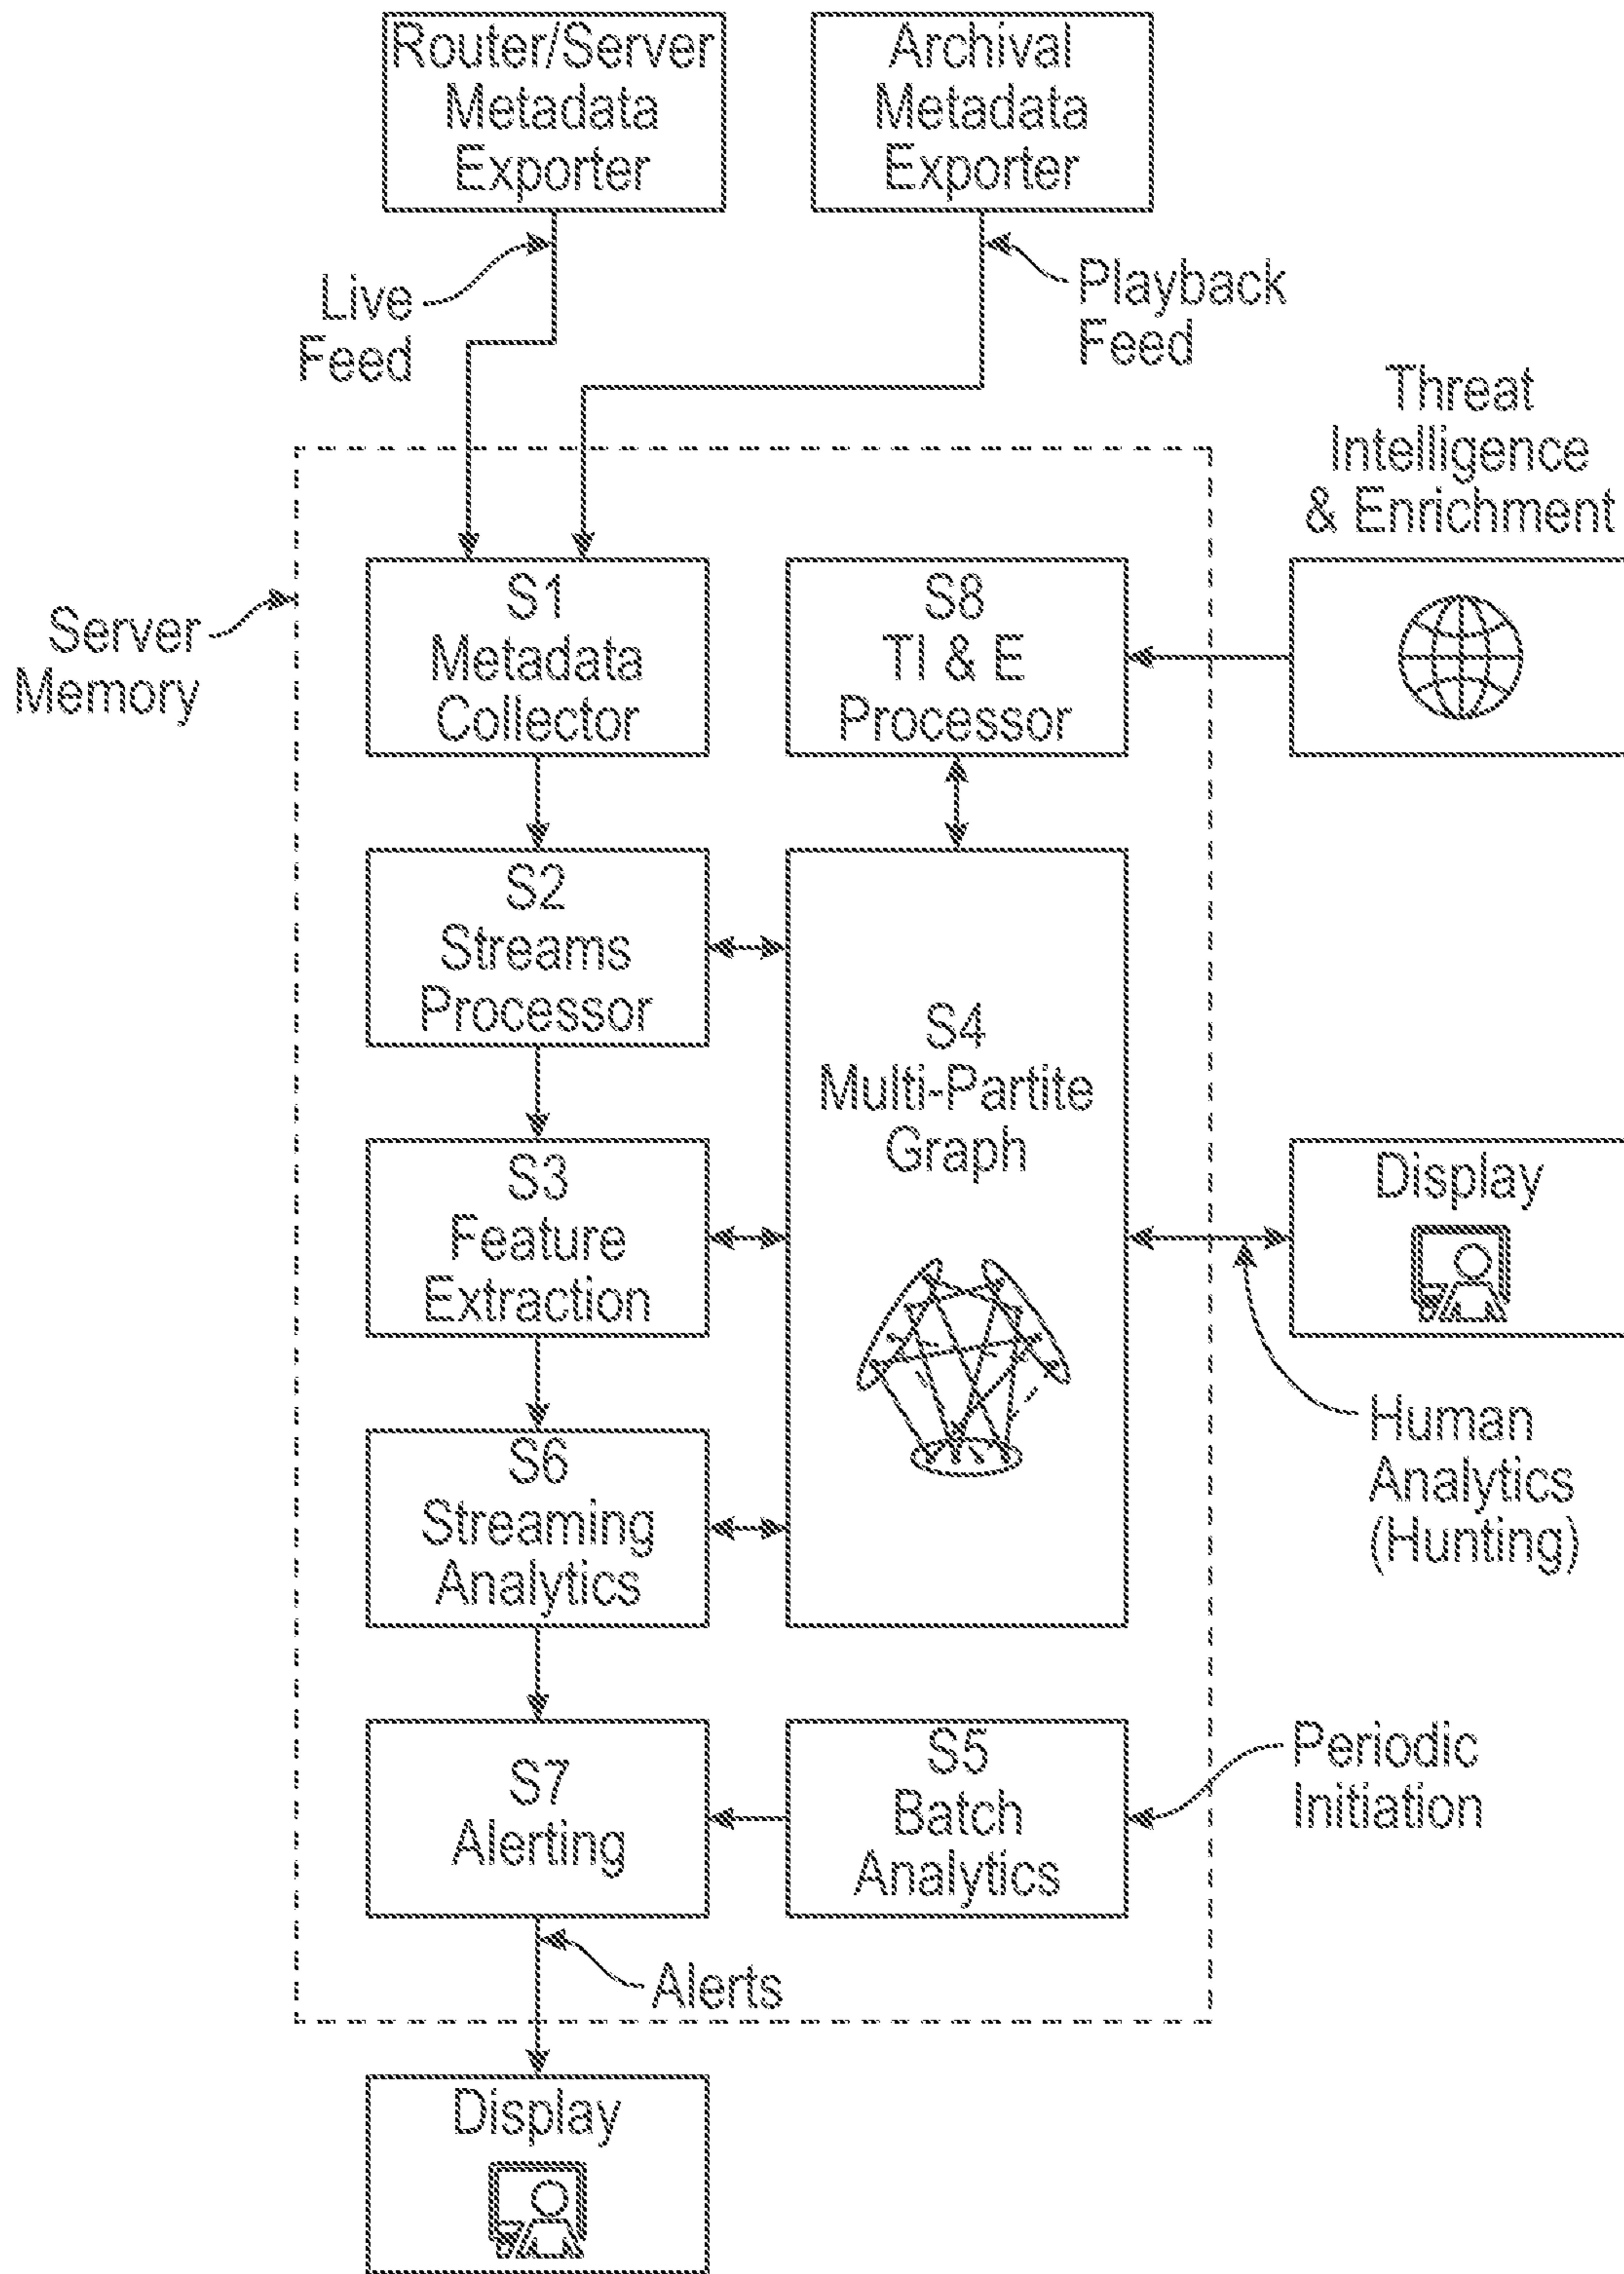 Router/Server
Metadata
Exporter
Archival
Metadata
Exporter
Live
Feed
Playback
Feed
Threat
Intelligence
& Enrichment
Server
Memory
S1
Metadata
Collector
S8
TI & E
Processor
S2
Streams
Processor
S4
Multi-Partite
Graph
S3
Feature
Extraction
Display
Human
Analytics
(Hunting)
S6
Streaming
Analytics
S7
Alerting
S5
Batch
Analytics
Periodic
Initiation
Alerts
Display